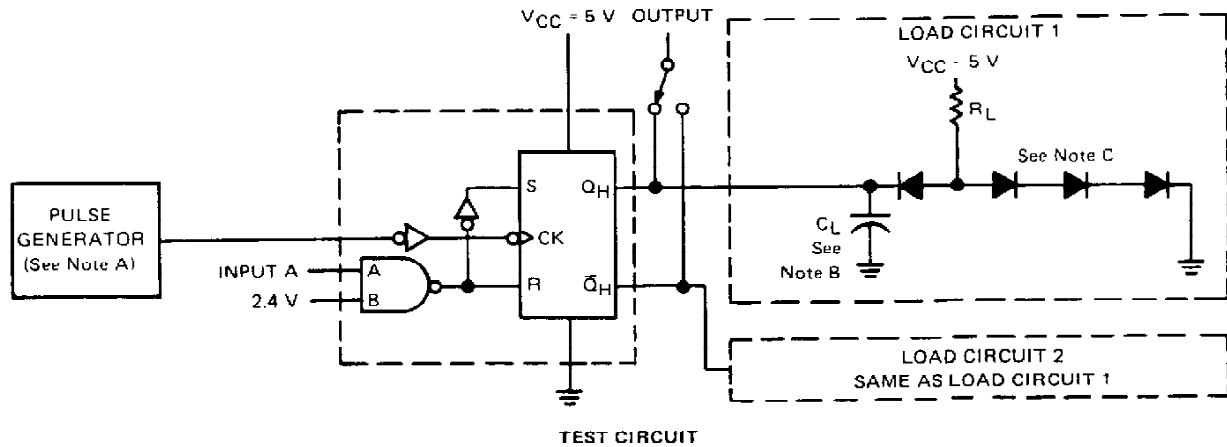 VCC = 5 V OUTPUT
LOAD CIRCUIT 1
VCC - 5 V
RL
See Note C
PULSE
GENERATOR
(See Note A)
S
QH
CK
CL
See
Note B
INPUT A
A
2.4 V
B
R
Q̄H
LOAD CIRCUIT 2
SAME AS LOAD CIRCUIT 1
TEST CIRCUIT